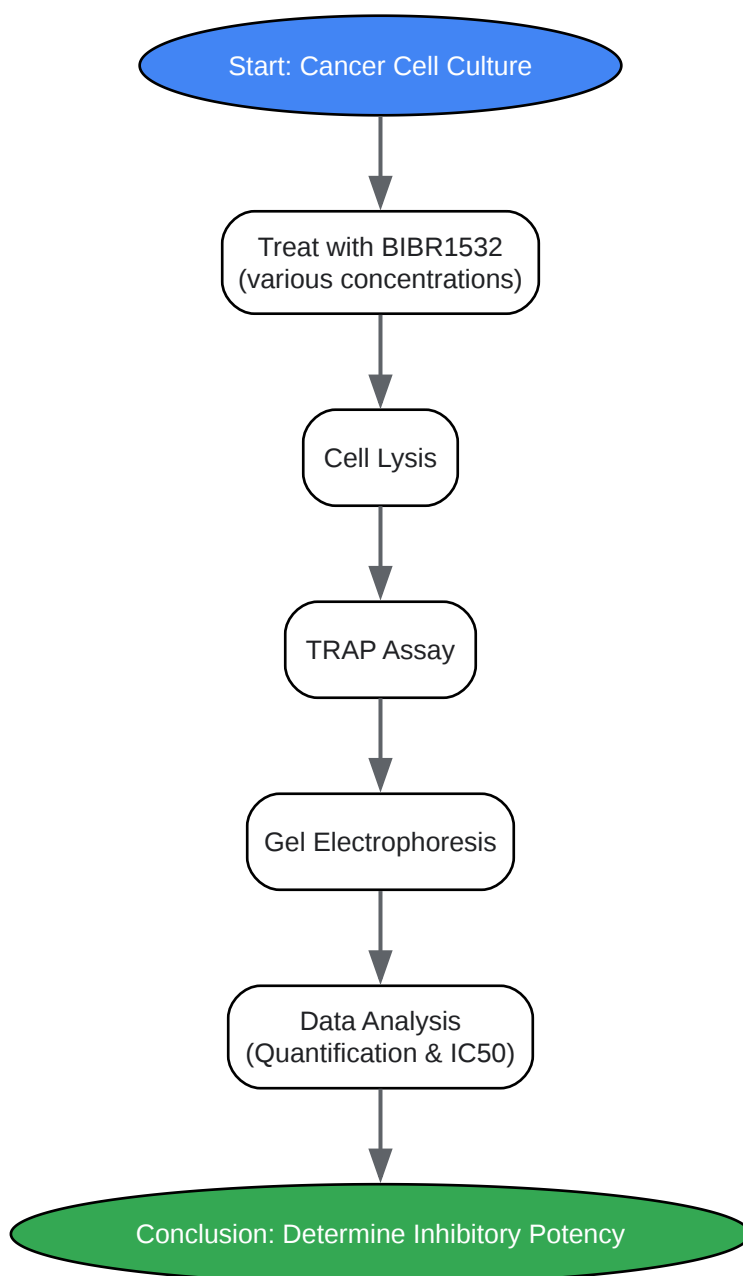 Start: Cancer Cell Culture
Treat with BIBR1532
(various concentrations)
Cell Lysis
TRAP Assay
Gel Electrophoresis
Data Analysis
(Quantification & IC50)
Conclusion: Determine Inhibitory Potency